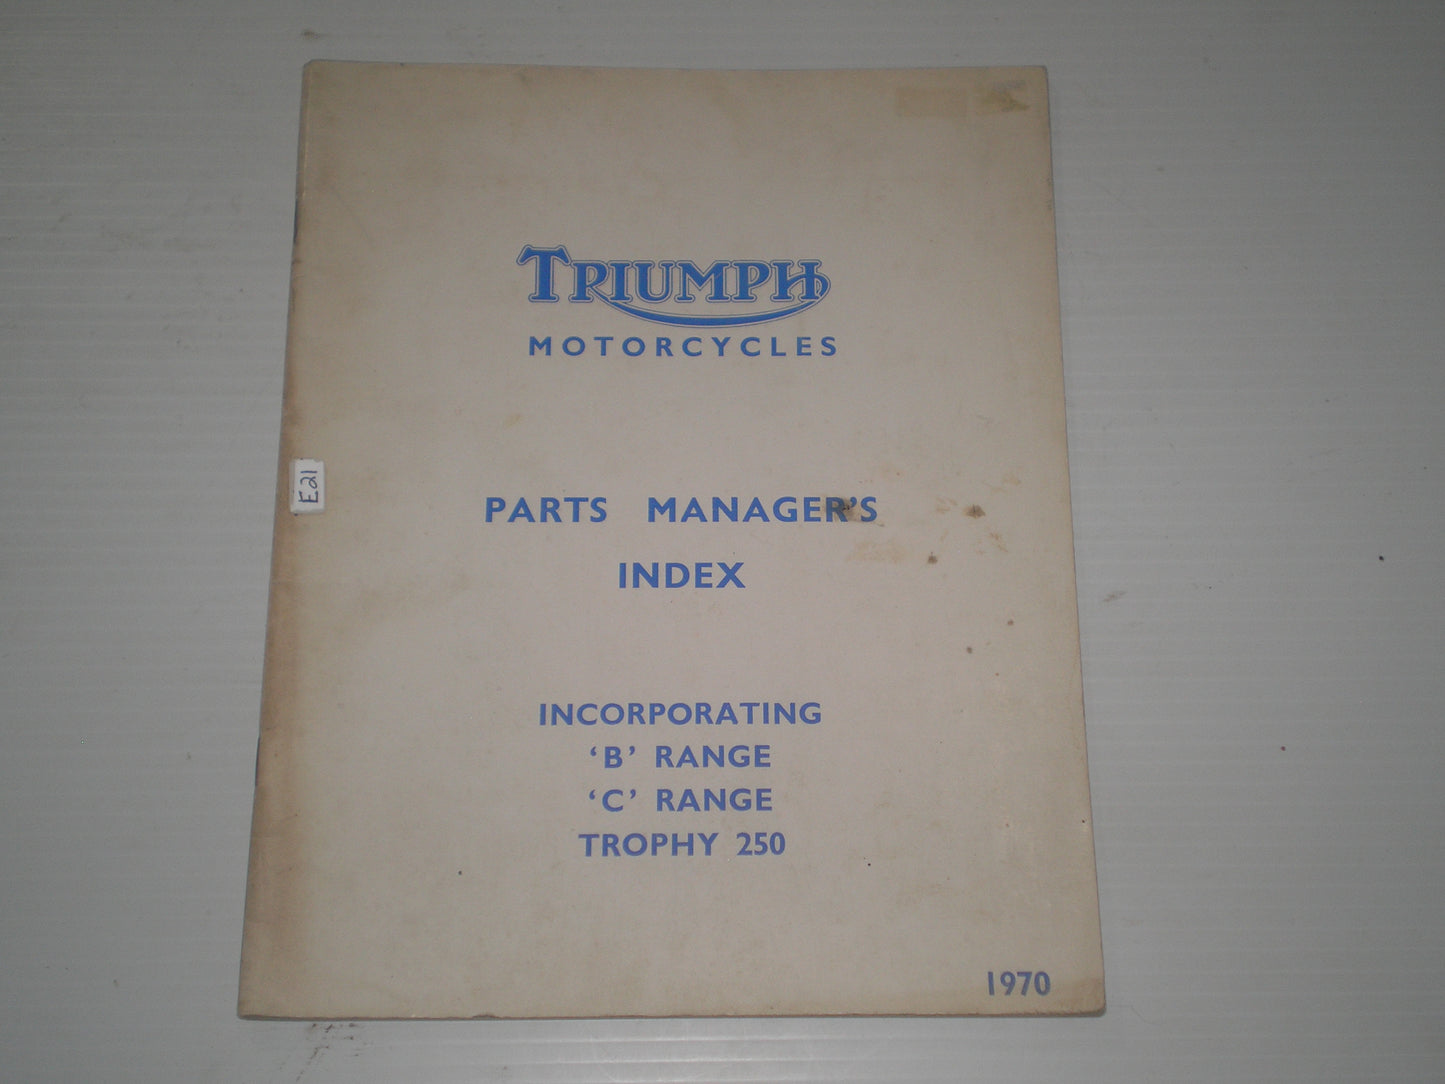 TRIUMPH
MOTORCYCLES
E21
PARTS MANAGER'S
INDEX
INCORPORATING
‘B’ RANGE
‘C’ RANGE
TROPHY 250
1970